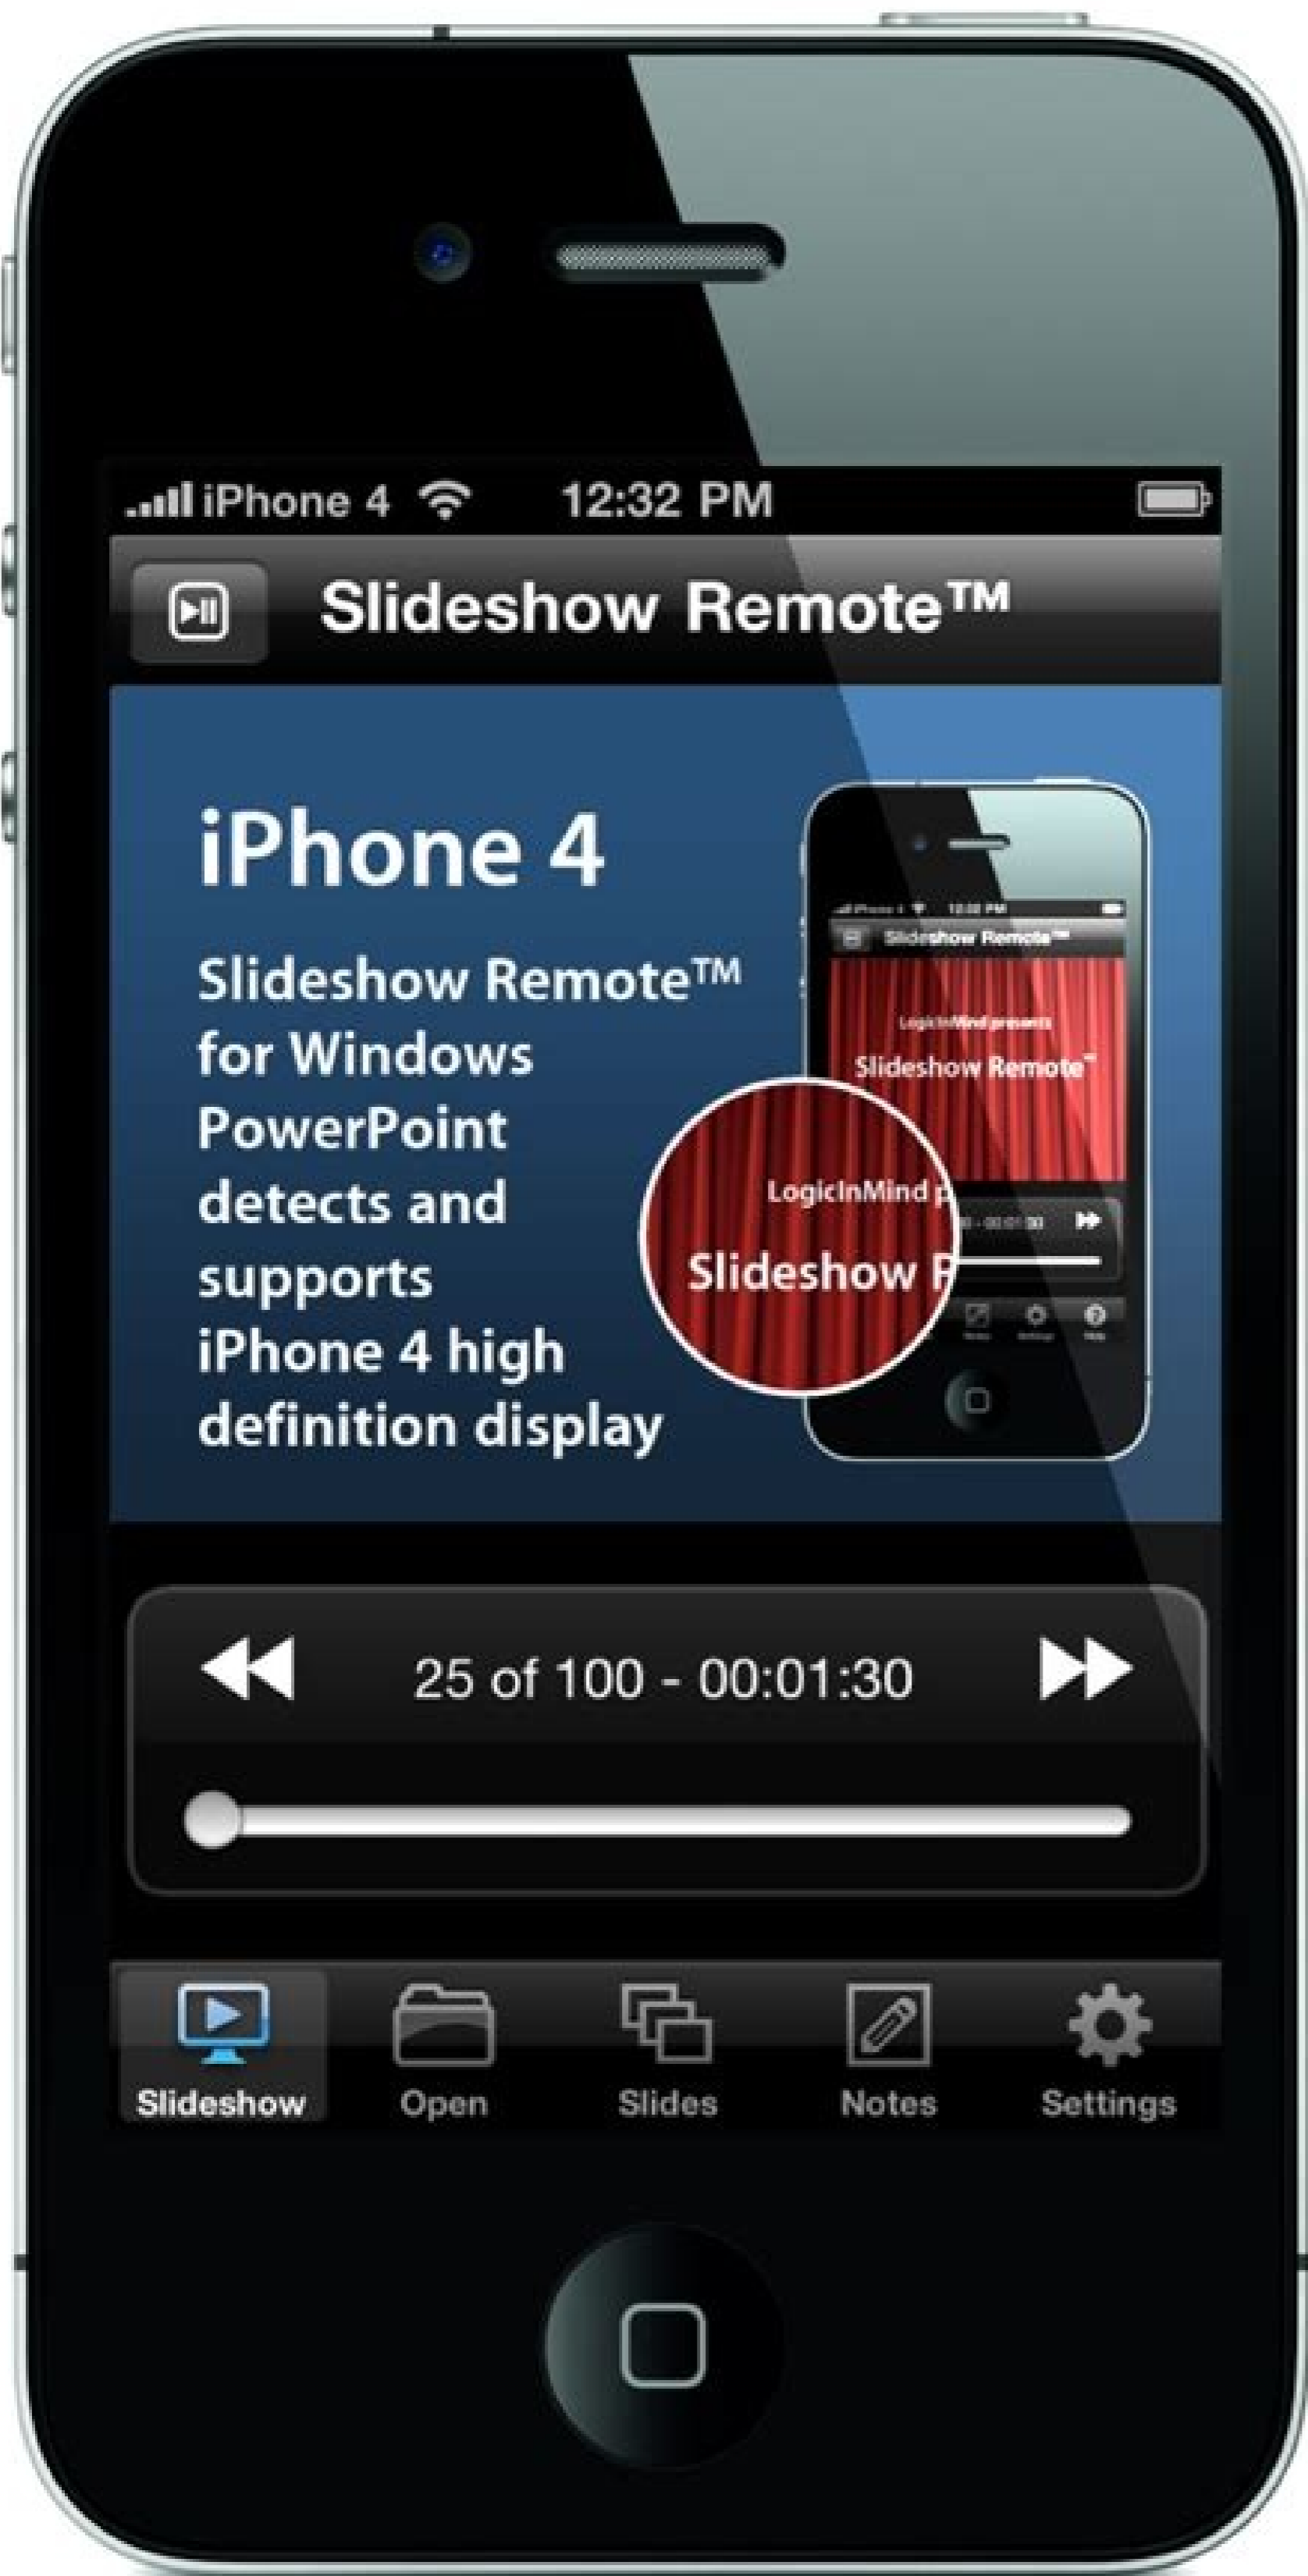 iPhone 4 12:32 PM
Slideshow Remote™
iPhone 4
Slideshow Remote™
for Windows
PowerPoint
detects and
supports
iPhone 4 high
definition display
Slideshow Remote™
LogicInMind presents
Slideshow Remote™
LogicInMind p
Slideshow R
25 of 100 - 00:01:30
Slideshow Open Slides Notes Settings